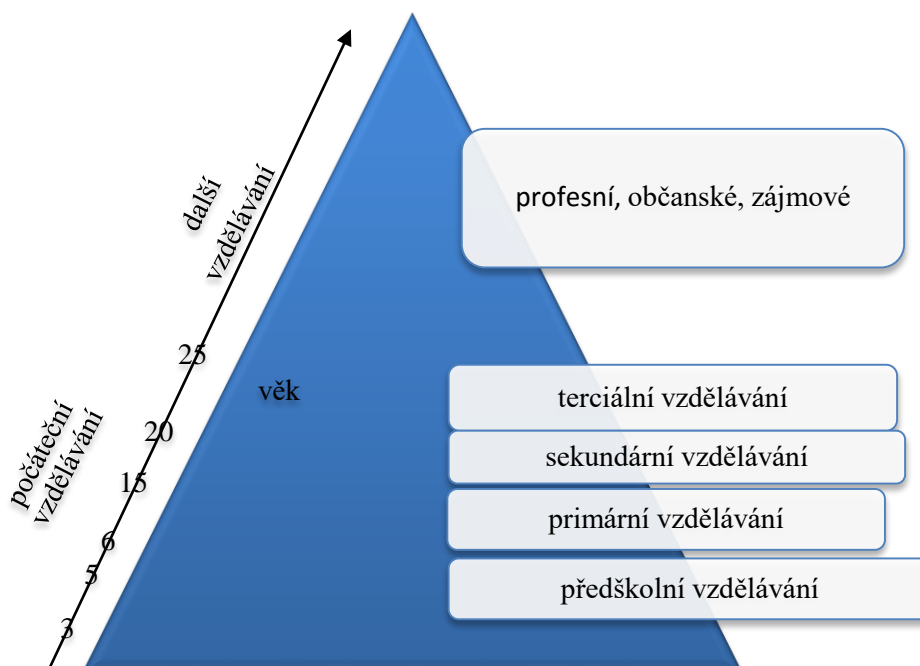 další
vzdělávání
profesní, občanské, zájmové
25
věk
terciální vzdělávání
počáteční
vzdělávání
20
sekundární vzdělávání
15
primární vzdělávání
6
5
předškolní vzdělávání
3